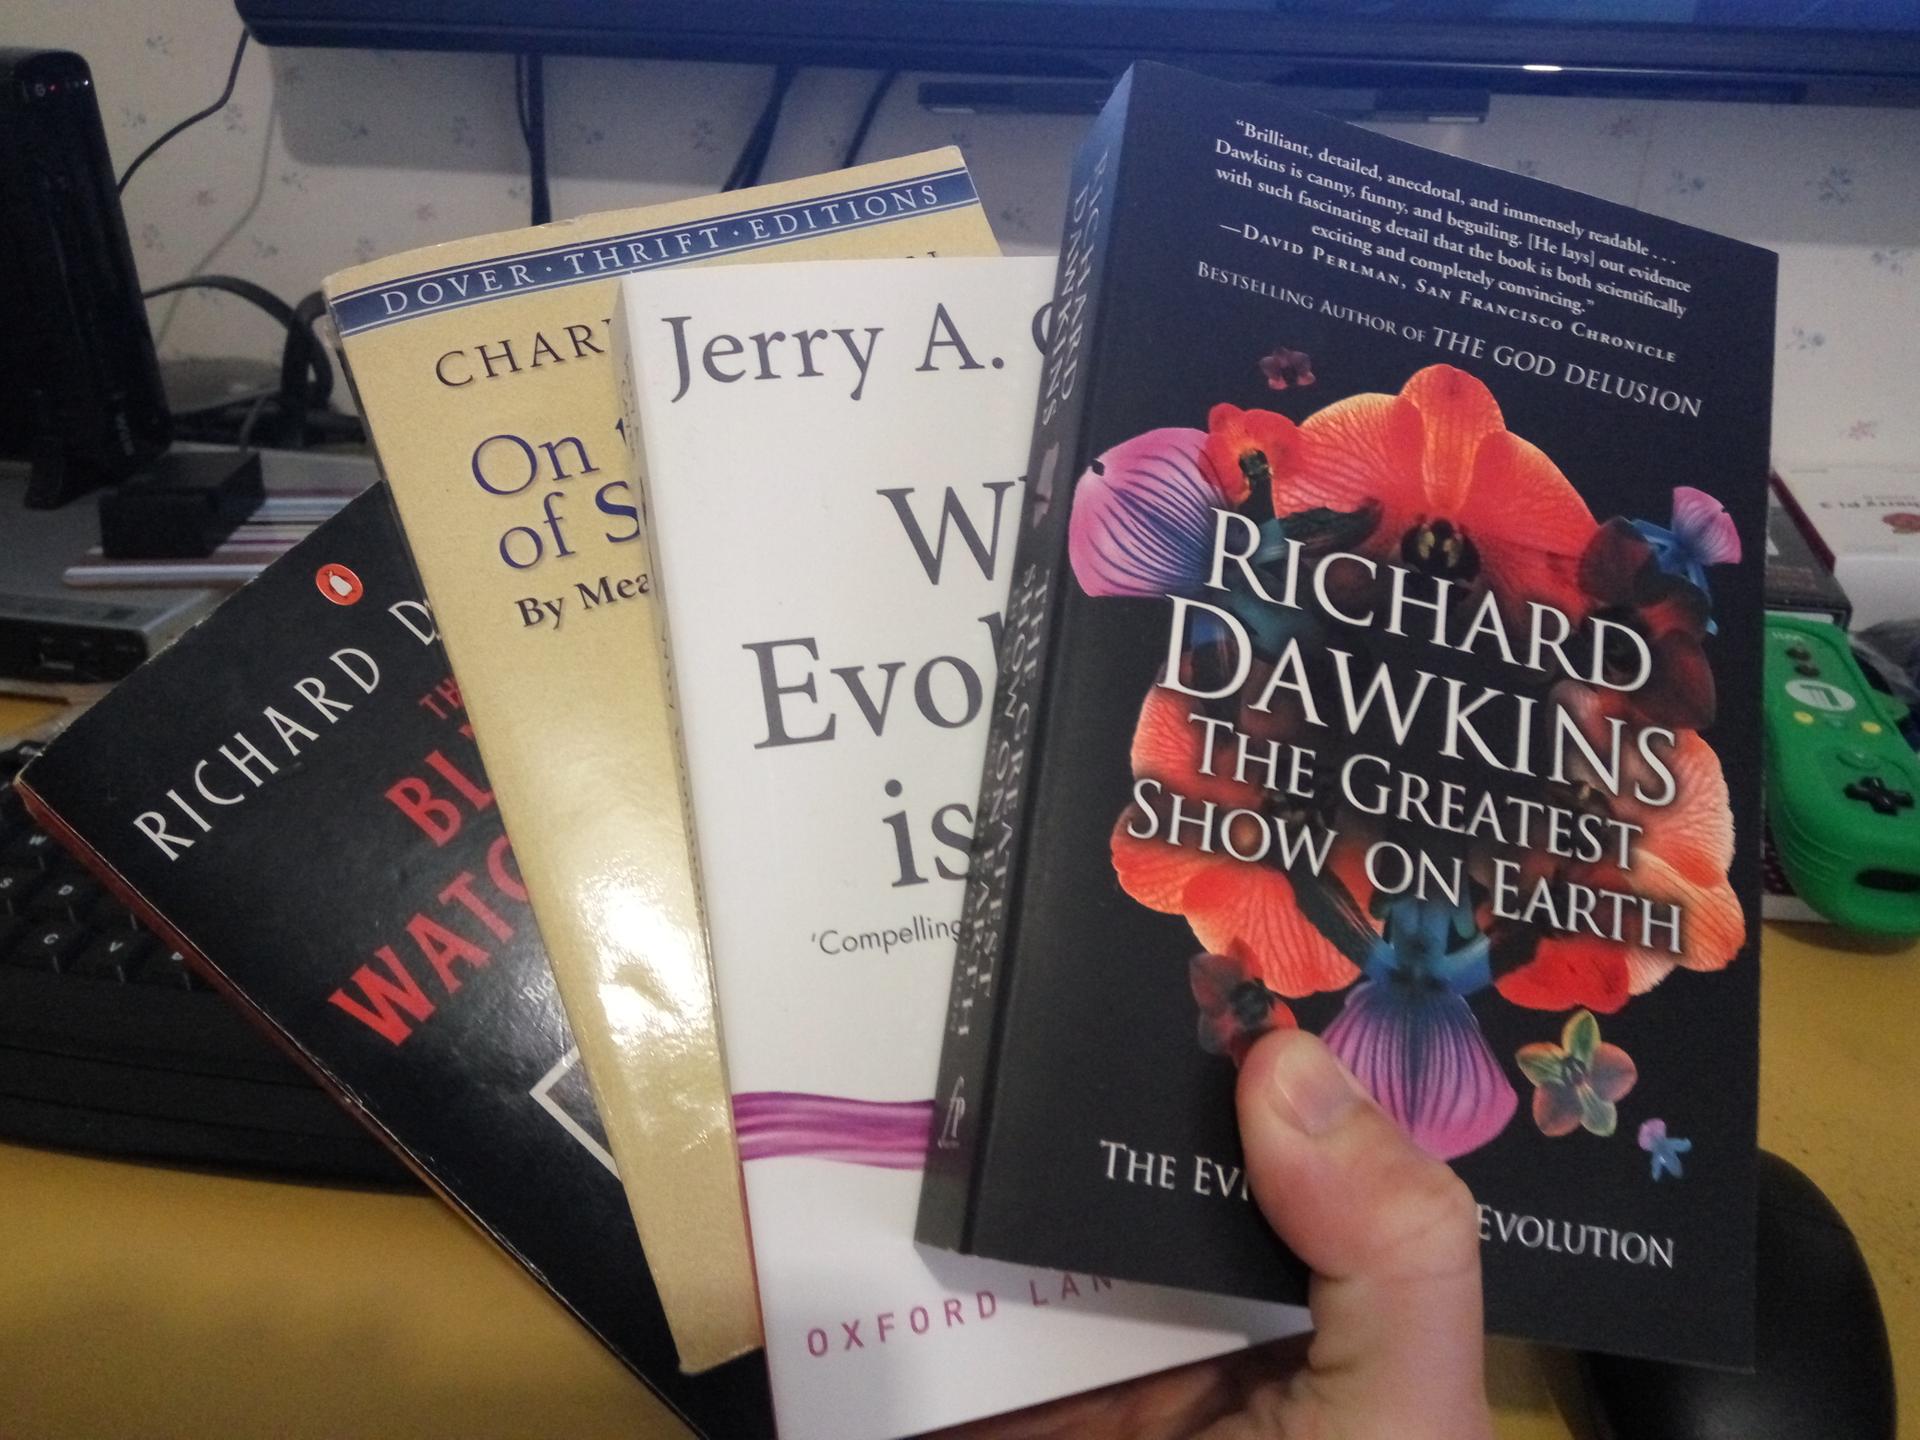 RICHARD D
BL
WATC
DOVER · THRIFT · EDITIONS
CHAR
On
of S
By Mea
Jerry A.
W
Evol
is
'Compelling
OXFORD LAN
RICHARD DAWKINS
THE GREATEST
SHOW ON EARTH
fp
"Brilliant, detailed, anecdotal, and immensely readable . . .
Dawkins is canny, funny, and beguiling. [He lays] out evidence
with such fascinating detail that the book is both scientifically
exciting and completely convincing."
—DAVID PERLMAN, SAN FRANCISCO CHRONICLE
BESTSELLING AUTHOR OF THE GOD DELUSION
RICHARD
DAWKINS
THE GREATEST
SHOW ON EARTH
THE EVI EVOLUTION